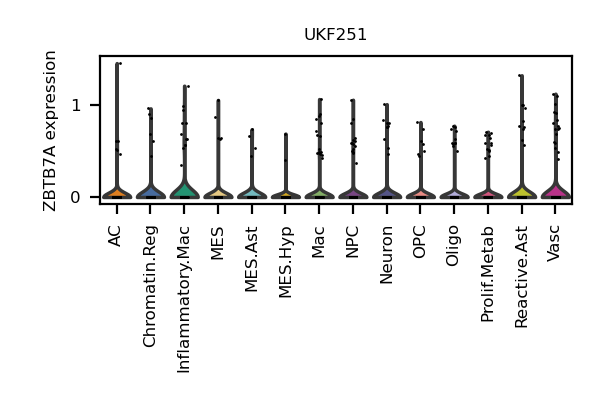 UKF251
ZBTB7A expression
1
0
AC
Chromatin.Reg
Inflammatory.Mac
MES
MES.Ast
MES.Hyp
Mac
NPC
Neuron
OPC
Oligo
Prolif.Metab
Reactive.Ast
Vasc